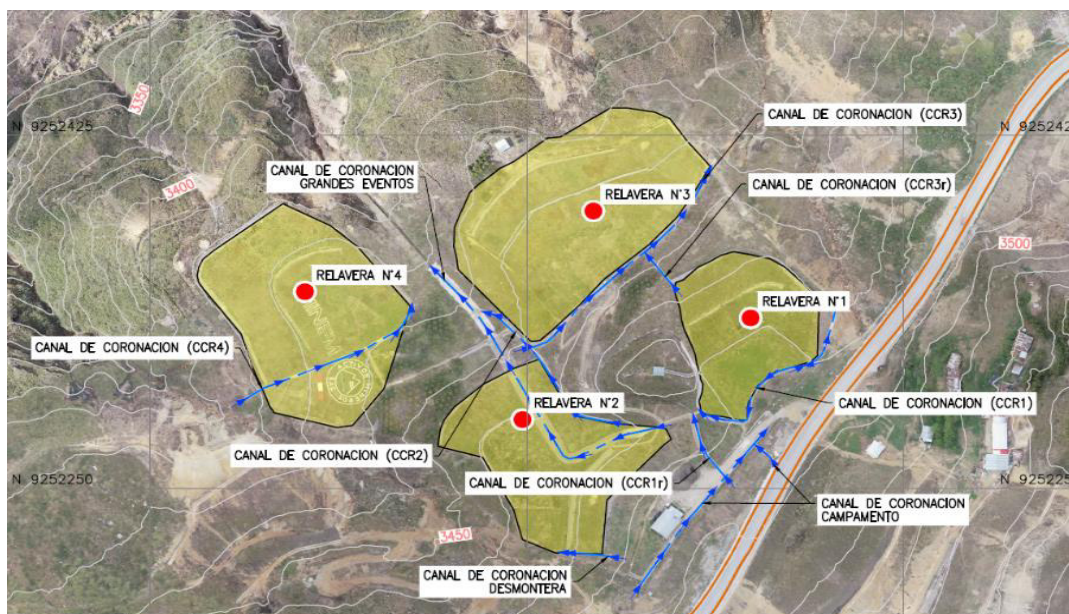 3350
N 9252425
N 925242
CANAL DE CORONACION (CCR3)
CANAL DE CORONACION
GRANDES EVENTOS
CANAL DE CORONACION (CCR3r)
3400
RELAVERA N°3
3500
RELAVERA N°4
RELAVERA N°1
CANAL DE CORONACION (CCR4)
RELAVERA N°2
CANAL DE CORONACION (CCR1)
CANAL DE CORONACION (CCR2)
CANAL DE CORONACION (CCR1r)
N 9252250
N 925225
CANAL DE CORONACION
CAMPAMENTO
3450
CANAL DE CORONACION
DESMONTERA